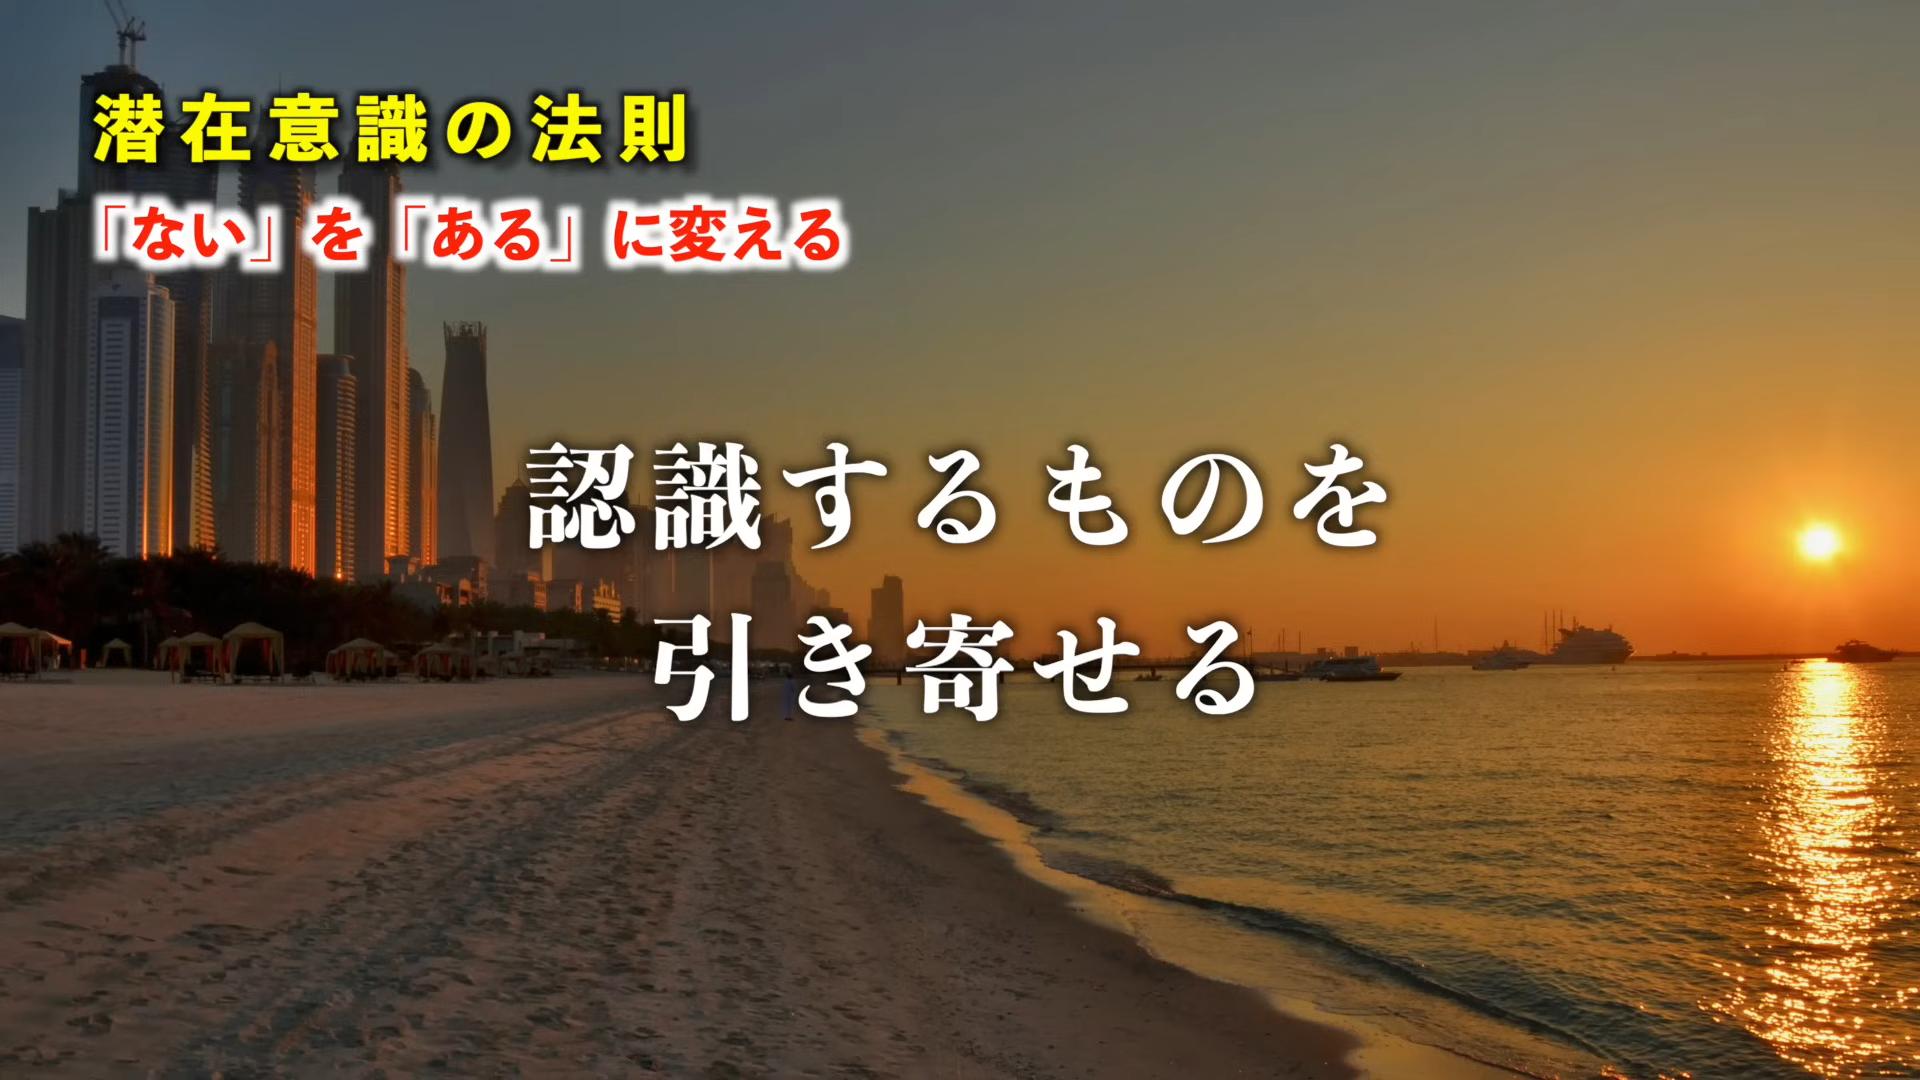 潜在意識の法則
「ない」を「ある」に変える
認識するものを
引き寄せる